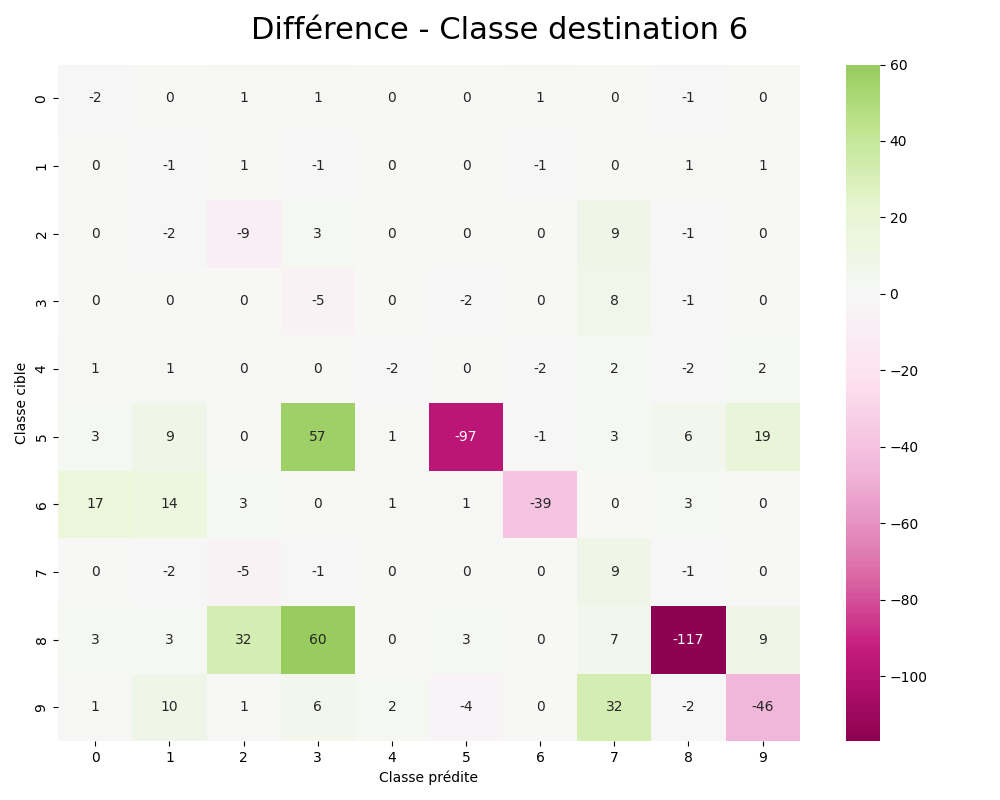 Différence - Classe destination 6
0 -2 0 1 1 0 0 1 0 -1 0
1 0 -1 1 -1 0 0 -1 0 1 1
2 0 -2 -9 3 0 0 0 9 -1 0
3 0 0 0 -5 0 -2 0 8 -1 0
4 1 1 0 0 -2 0 -2 2 -2 2
5 3 9 0 57 1 -97 -1 3 6 19
6 17 14 3 0 1 1 -39 0 3 0
7 0 -2 -5 -1 0 0 0 9 -1 0
8 3 3 32 60 0 3 0 7 -117 9
9 1 10 1 6 2 -4 0 32 -2 -46
0 1 2 3 4 5 6 7 8 9
Classe cible
Classe prédite
60
40
20
0
−20
−40
−60
−80
−100